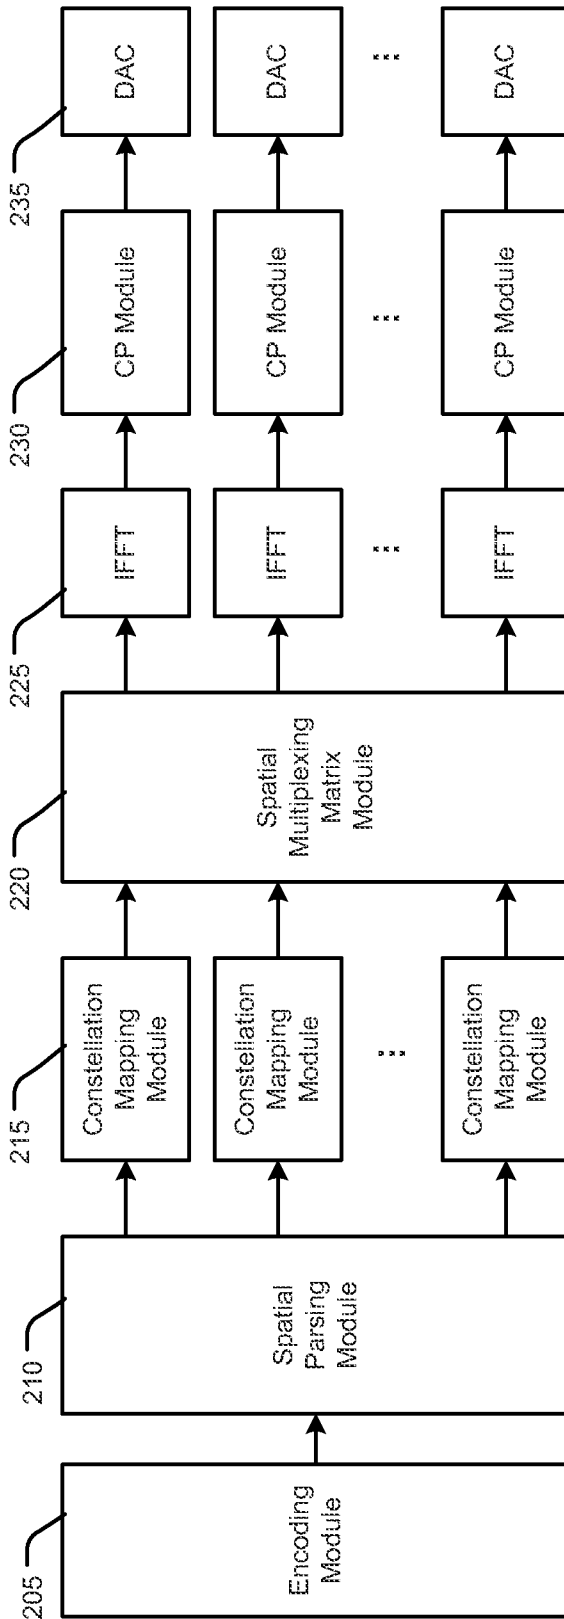 205
210
215
220
225
230
235
Encoding
Module
Spatial
Parsing
Module
Constellation
Mapping
Module
Spatial
Multiplexing
Matrix
Module
IFFT
CP Module
DAC
Constellation
Mapping
Module
IFFT
CP Module
DAC
...
...
...
...
Constellation
Mapping
Module
IFFT
CP Module
DAC